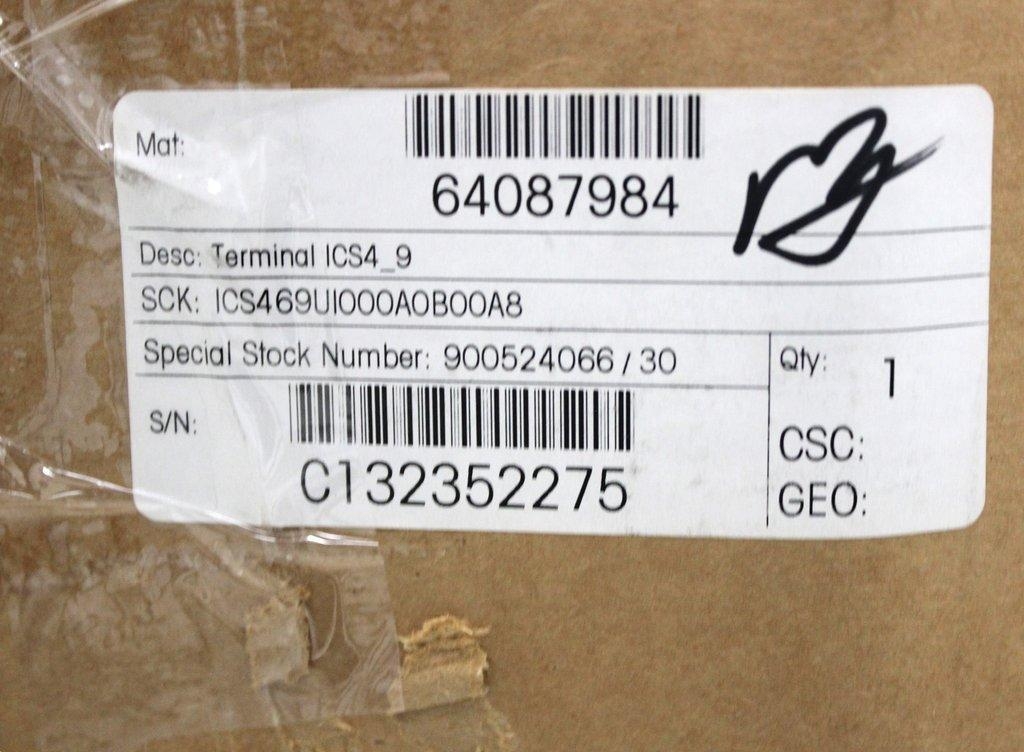 Mat:
64087984
Desc: Terminal ICS4_9
SCK: ICS469UI000A0B00A8
Special Stock Number: 900524066 / 30
Qty: 1
S/N:
C132352275
CSC:
GEO: